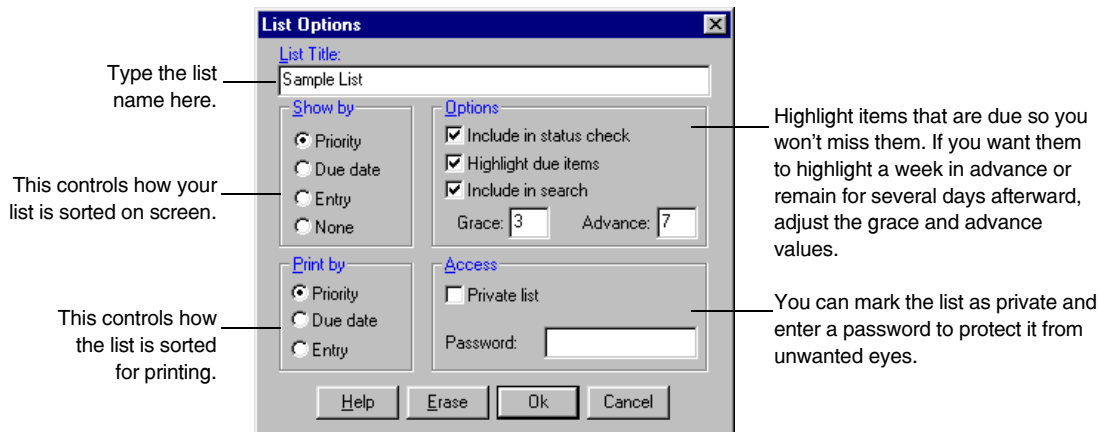 List Options
List Title:
Sample List
Type the list
name here.
Show by
Priority
Due date
Entry
None
This controls how your
list is sorted on screen.
Options
Include in status check
Highlight due items
Include in search
Grace: 3 Advance: 7
Highlight items that are due so you
won't miss them. If you want them
to highlight a week in advance or
remain for several days afterward,
adjust the grace and advance
values.
Print by
Priority
Due date
Entry
This controls how
the list is sorted
for printing.
Access
Private list
Password:
You can mark the list as private and
enter a password to protect it from
unwanted eyes.
Help Erase Ok Cancel